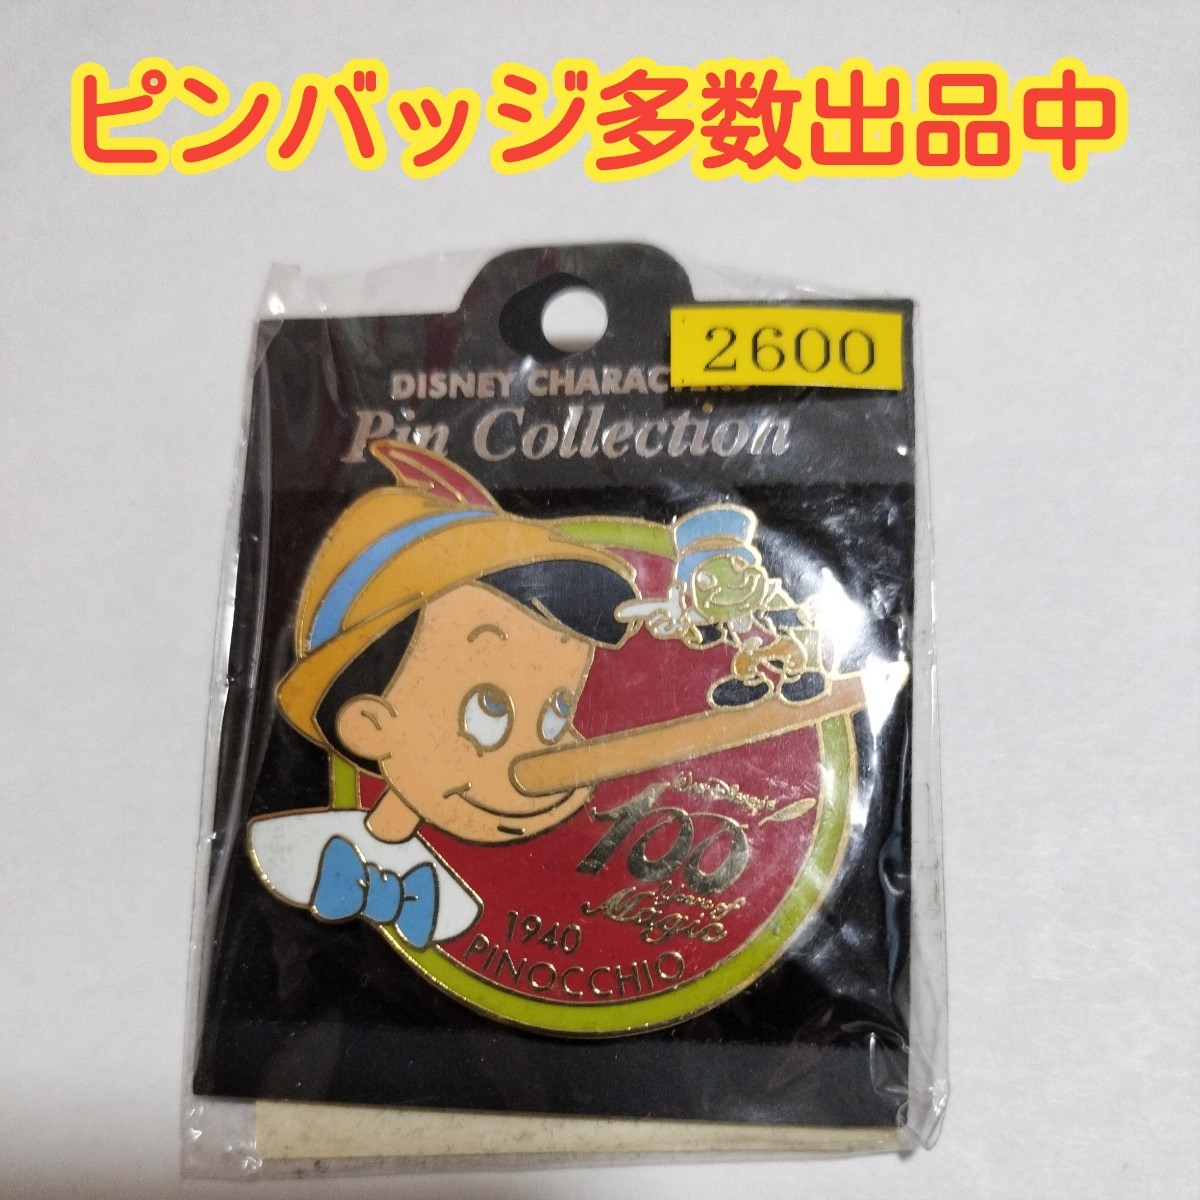 ピンバッジ多数出品中
2600
DISNEY CHARACTERS
Pin Collection
Walt Disney's
100
Years of
Magic
1940
PINOCCHIO